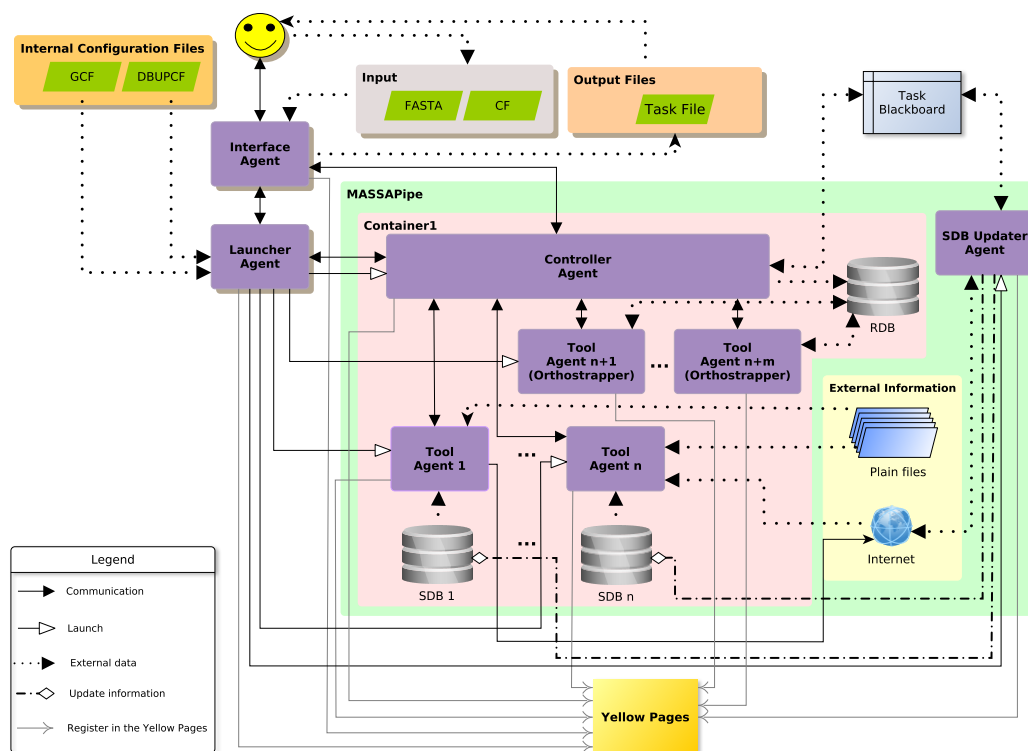 Internal Configuration Files
GCF
DBUPCF
Input
FASTA
CF
Output Files
Task File
Task
Blackboard
Interface
Agent
MASSAPipe
Container1
Launcher
Agent
Controller
Agent
SDB Updater
Agent
RDB
Tool
Agent n+1
(Orthostrapper)
...
Tool
Agent n+m
(Orthostrapper)
External Information
Plain files
Internet
Tool
Agent 1
...
Tool
Agent n
...
SDB 1
SDB n
Legend
Communication
Launch
External data
Update information
Register in the Yellow Pages
Yellow Pages